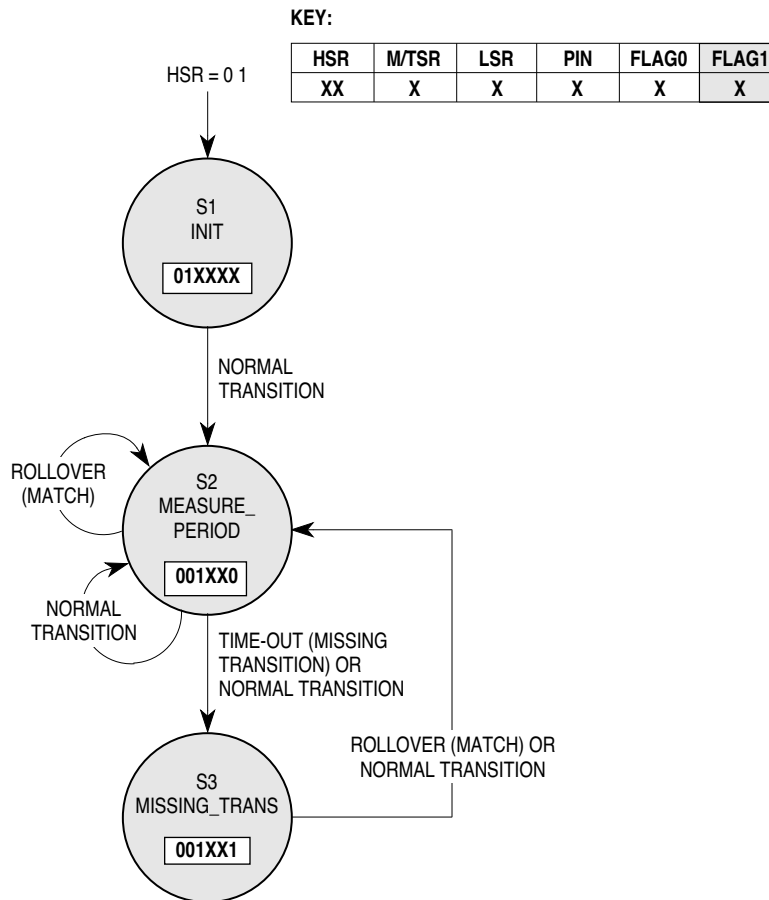 KEY:
HSR M/TSR LSR PIN FLAG0 FLAG1
XX X X X X X
HSR = 0 1
S1
INIT
01XXXX
NORMAL
TRANSITION
ROLLOVER
(MATCH)
S2
MEASURE_
PERIOD
001XX0
NORMAL
TRANSITION
TIME-OUT (MISSING
TRANSITION) OR
NORMAL TRANSITION
ROLLOVER (MATCH) OR
NORMAL TRANSITION
S3
MISSING_TRANS
001XX1